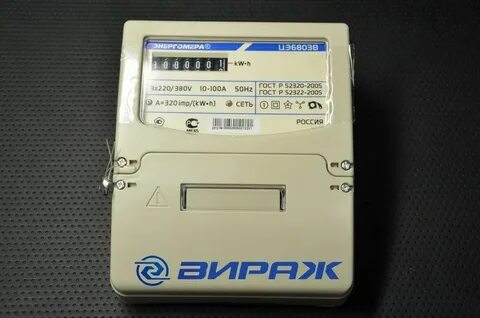 ЭНЕРГОМЕРА® ЦЭ6803В
kW·h
3x220/380V 10-100A 50Hz
ГОСТ Р 52320-2005
ГОСТ Р 52322-2005
A=320 imp/(kW·h) СЕТЬ
РОССИЯ
ВИРАЖ